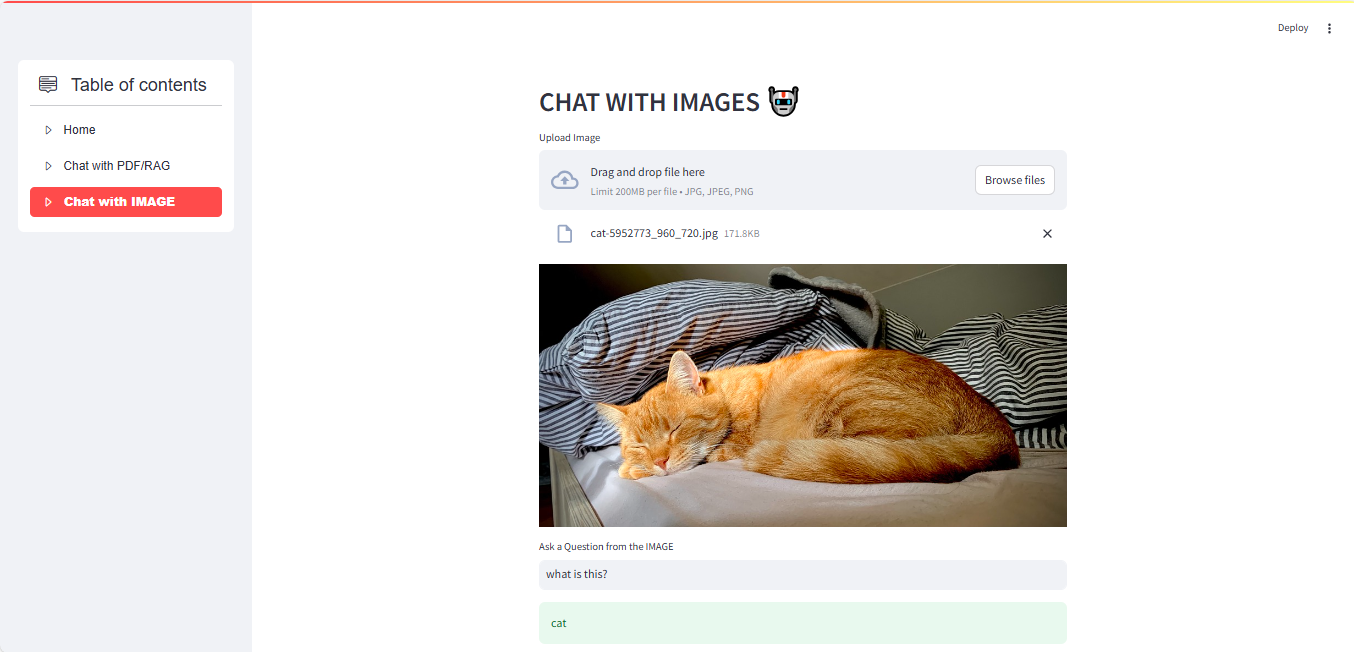 Deploy
Table of contents
Home
Chat with PDF/RAG
Chat with IMAGE
CHAT WITH IMAGES
Upload Image
Drag and drop file here
Limit 200MB per file • JPG, JPEG, PNG
Browse files
cat-5952773_960_720.jpg 171.8KB
Ask a Question from the IMAGE
what is this?
cat